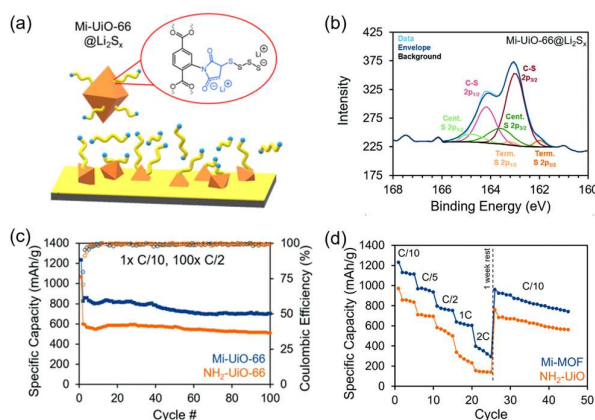 (a)
Mi-UiO-66
@Li2Sx
(b)
Data
Envelope
Background
Mi-UiO-66@Li2Sx
C-S
2p3/2
C-S
2p1/2
Cent.
S 2p1/2
Cent.
S 2p3/2
Term.
S 2p1/2
Term.
S 2p3/2
375
325
275
225
175
Intensity
168 166 164 162 160
Binding Energy (eV)
(c)
1x C/10, 100x C/2
1400
1200
1000
800
600
400
200
0
Specific Capacity (mAh/g)
100
75
50
25
0
Coulombic Efficiency (%)
Mi-UiO-66
NH2-UiO-66
0 20 40 60 80 100
Cycle #
(d)
1400
1200
1000
800
600
400
200
0
Specific Capacity (mAh/g)
C/10
C/5
C/2
1C
2C
1 week rest
C/10
Mi-MOF
NH2-UiO
0 10 20 30 40 50
Cycle